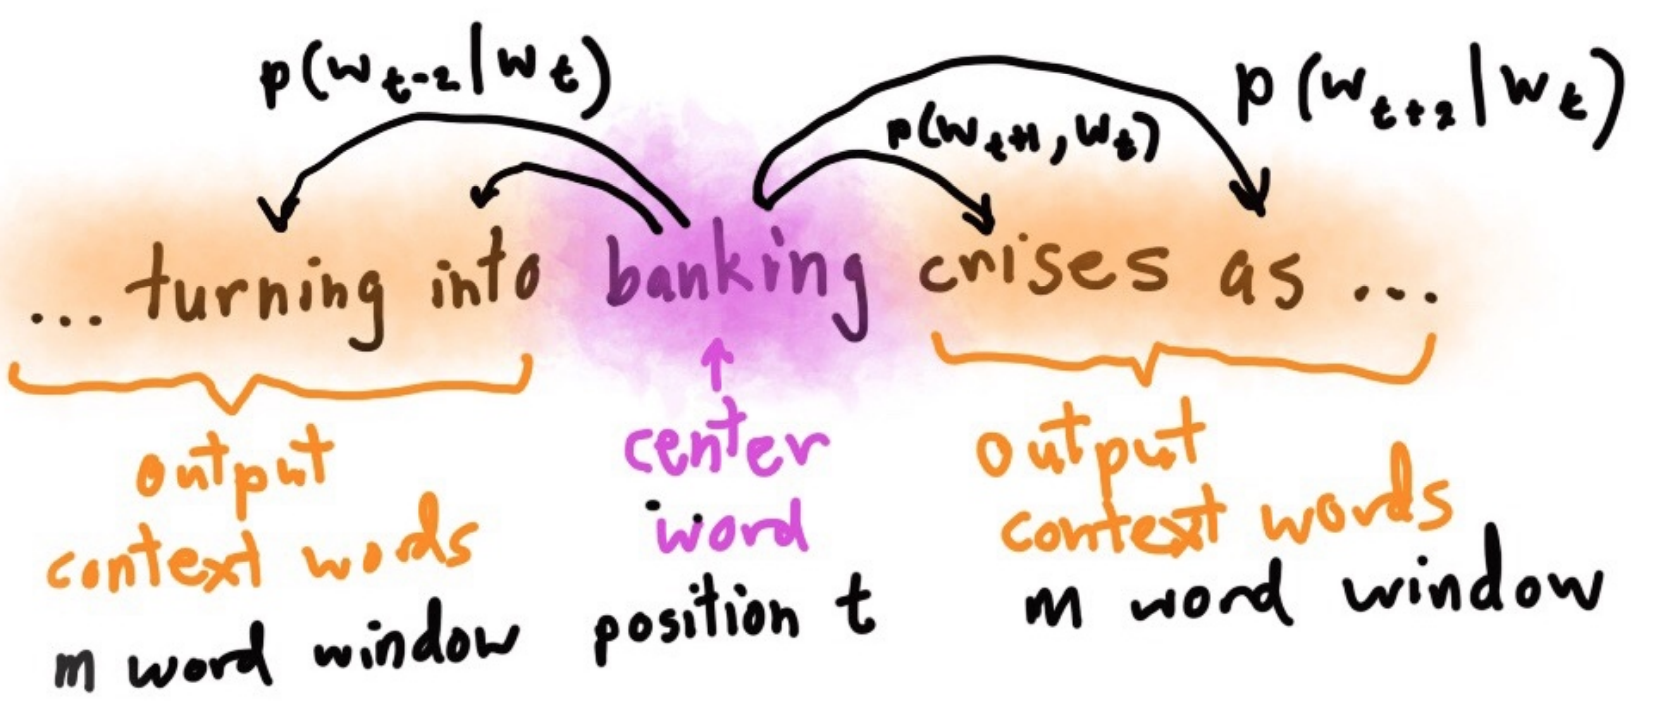 p(w_{t-2}|w_t)
p(w_{t+1}, w_t)
p(w_{t+2}|w_t)
... turning into banking crises as ...
output
context words
m word window
center
word
position t
output
context words
m word window